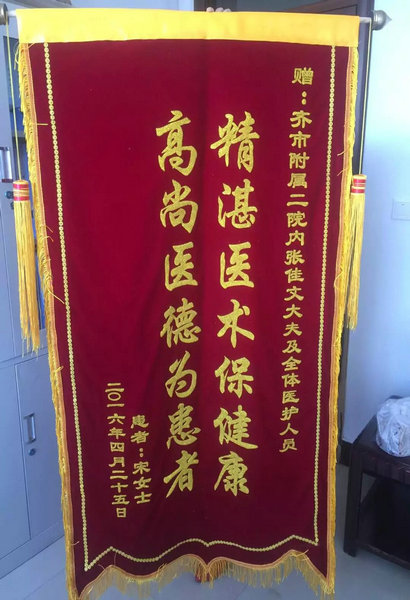 赠：齐市附属二院内张佳文大夫及全体医护人员
精湛医术保健康
高尚医德为患者
患者：宋女士
二〇一六年四月二十五日